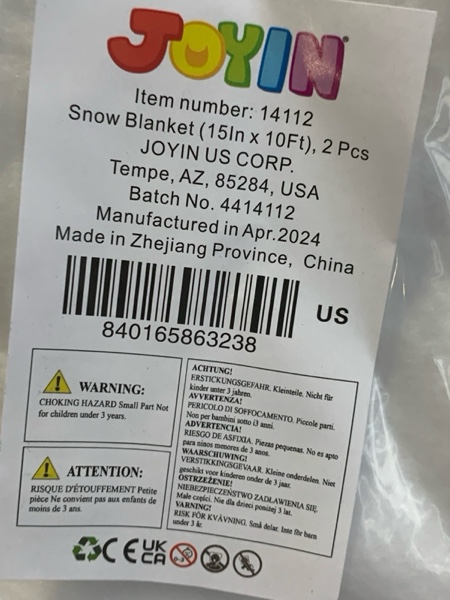 JOYIN
Item number: 14112
Snow Blanket (15In x 10Ft), 2 Pcs
JOYIN US CORP.
Tempe, AZ, 85284, USA
Batch No. 4414112
Manufactured in Apr.2024
Made in Zhejiang Province, China
US
840165863238
WARNING:
CHOKING HAZARD Small Part Not
for children under 3 years.
ATTENTION:
RISQUE D'ÉTOUFFEMENT Petite
pièce Ne convient pas aux enfants de
moins de 3 ans.
ACHTUNG!
ERSTICKUNGSGEFAHR. Kleinteile. Nicht für
kinder unter 3 jahren.
AVVERTENZA!
PERICOLO DI SOFFOCAMENTO. Piccole parti.
Non per bambini sotto i3 anni.
ADVERTENCIA!
RIESGO DE ASFIXIA. Piezas pequenas. No es apto
para ninos menores de 3 anos.
WAARSCHUWING!
VERSTIKKINGSGEVAAR. Kleine onderdelen. Niet
geschikt voor kinderen onder de 3 jaar.
OSTRZEŻENIE!
NIEBEZPIECZEŃSTWO ZADŁAWIENIA SIĘ.
Małe części. Nie dla dzieci poniżej 3 lat.
VARNING!
RISK FÖR KVÄVNING. Små delar. Inte för barn
under 3 år.
CE UK
CA